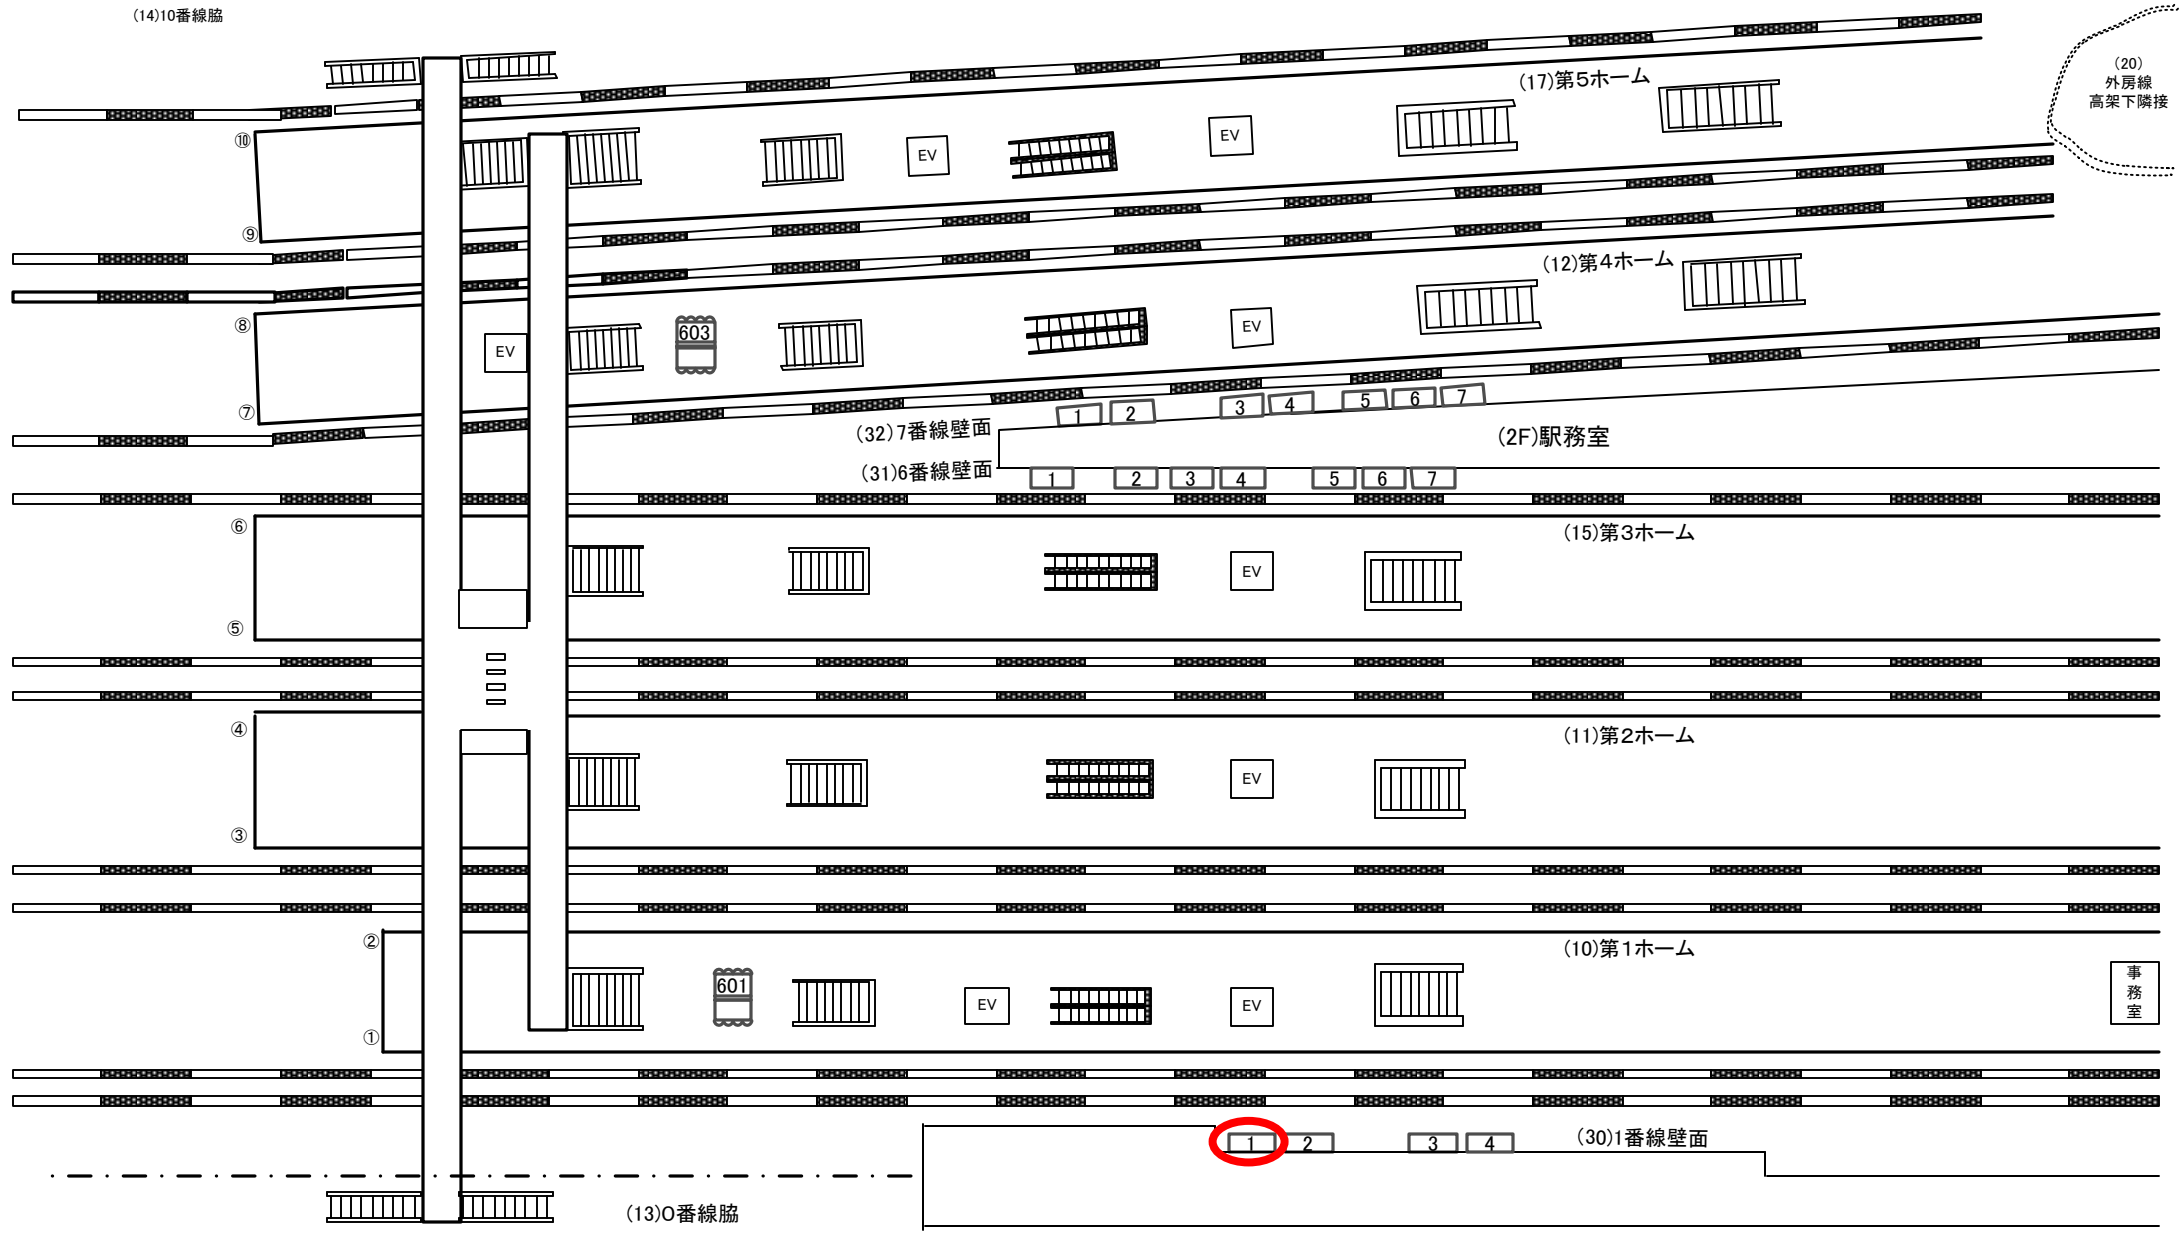 (14)10番線脇
(20)
外房線
高架下隣接
(17)第5ホーム
⑩
EV
EV
⑨
(12)第4ホーム
⑧
EV
603
EV
⑦
1
2
3
4
5
6
7
(32)7番線壁面
(2F)駅務室
(31)6番線壁面
1
2
3
4
5
6
7
⑥
(15)第3ホーム
EV
⑤
④
(11)第2ホーム
EV
③
②
(10)第1ホーム
601
EV
EV
事
務
室
①
1
2
3
4
(30)1番線壁面
(13)0番線脇